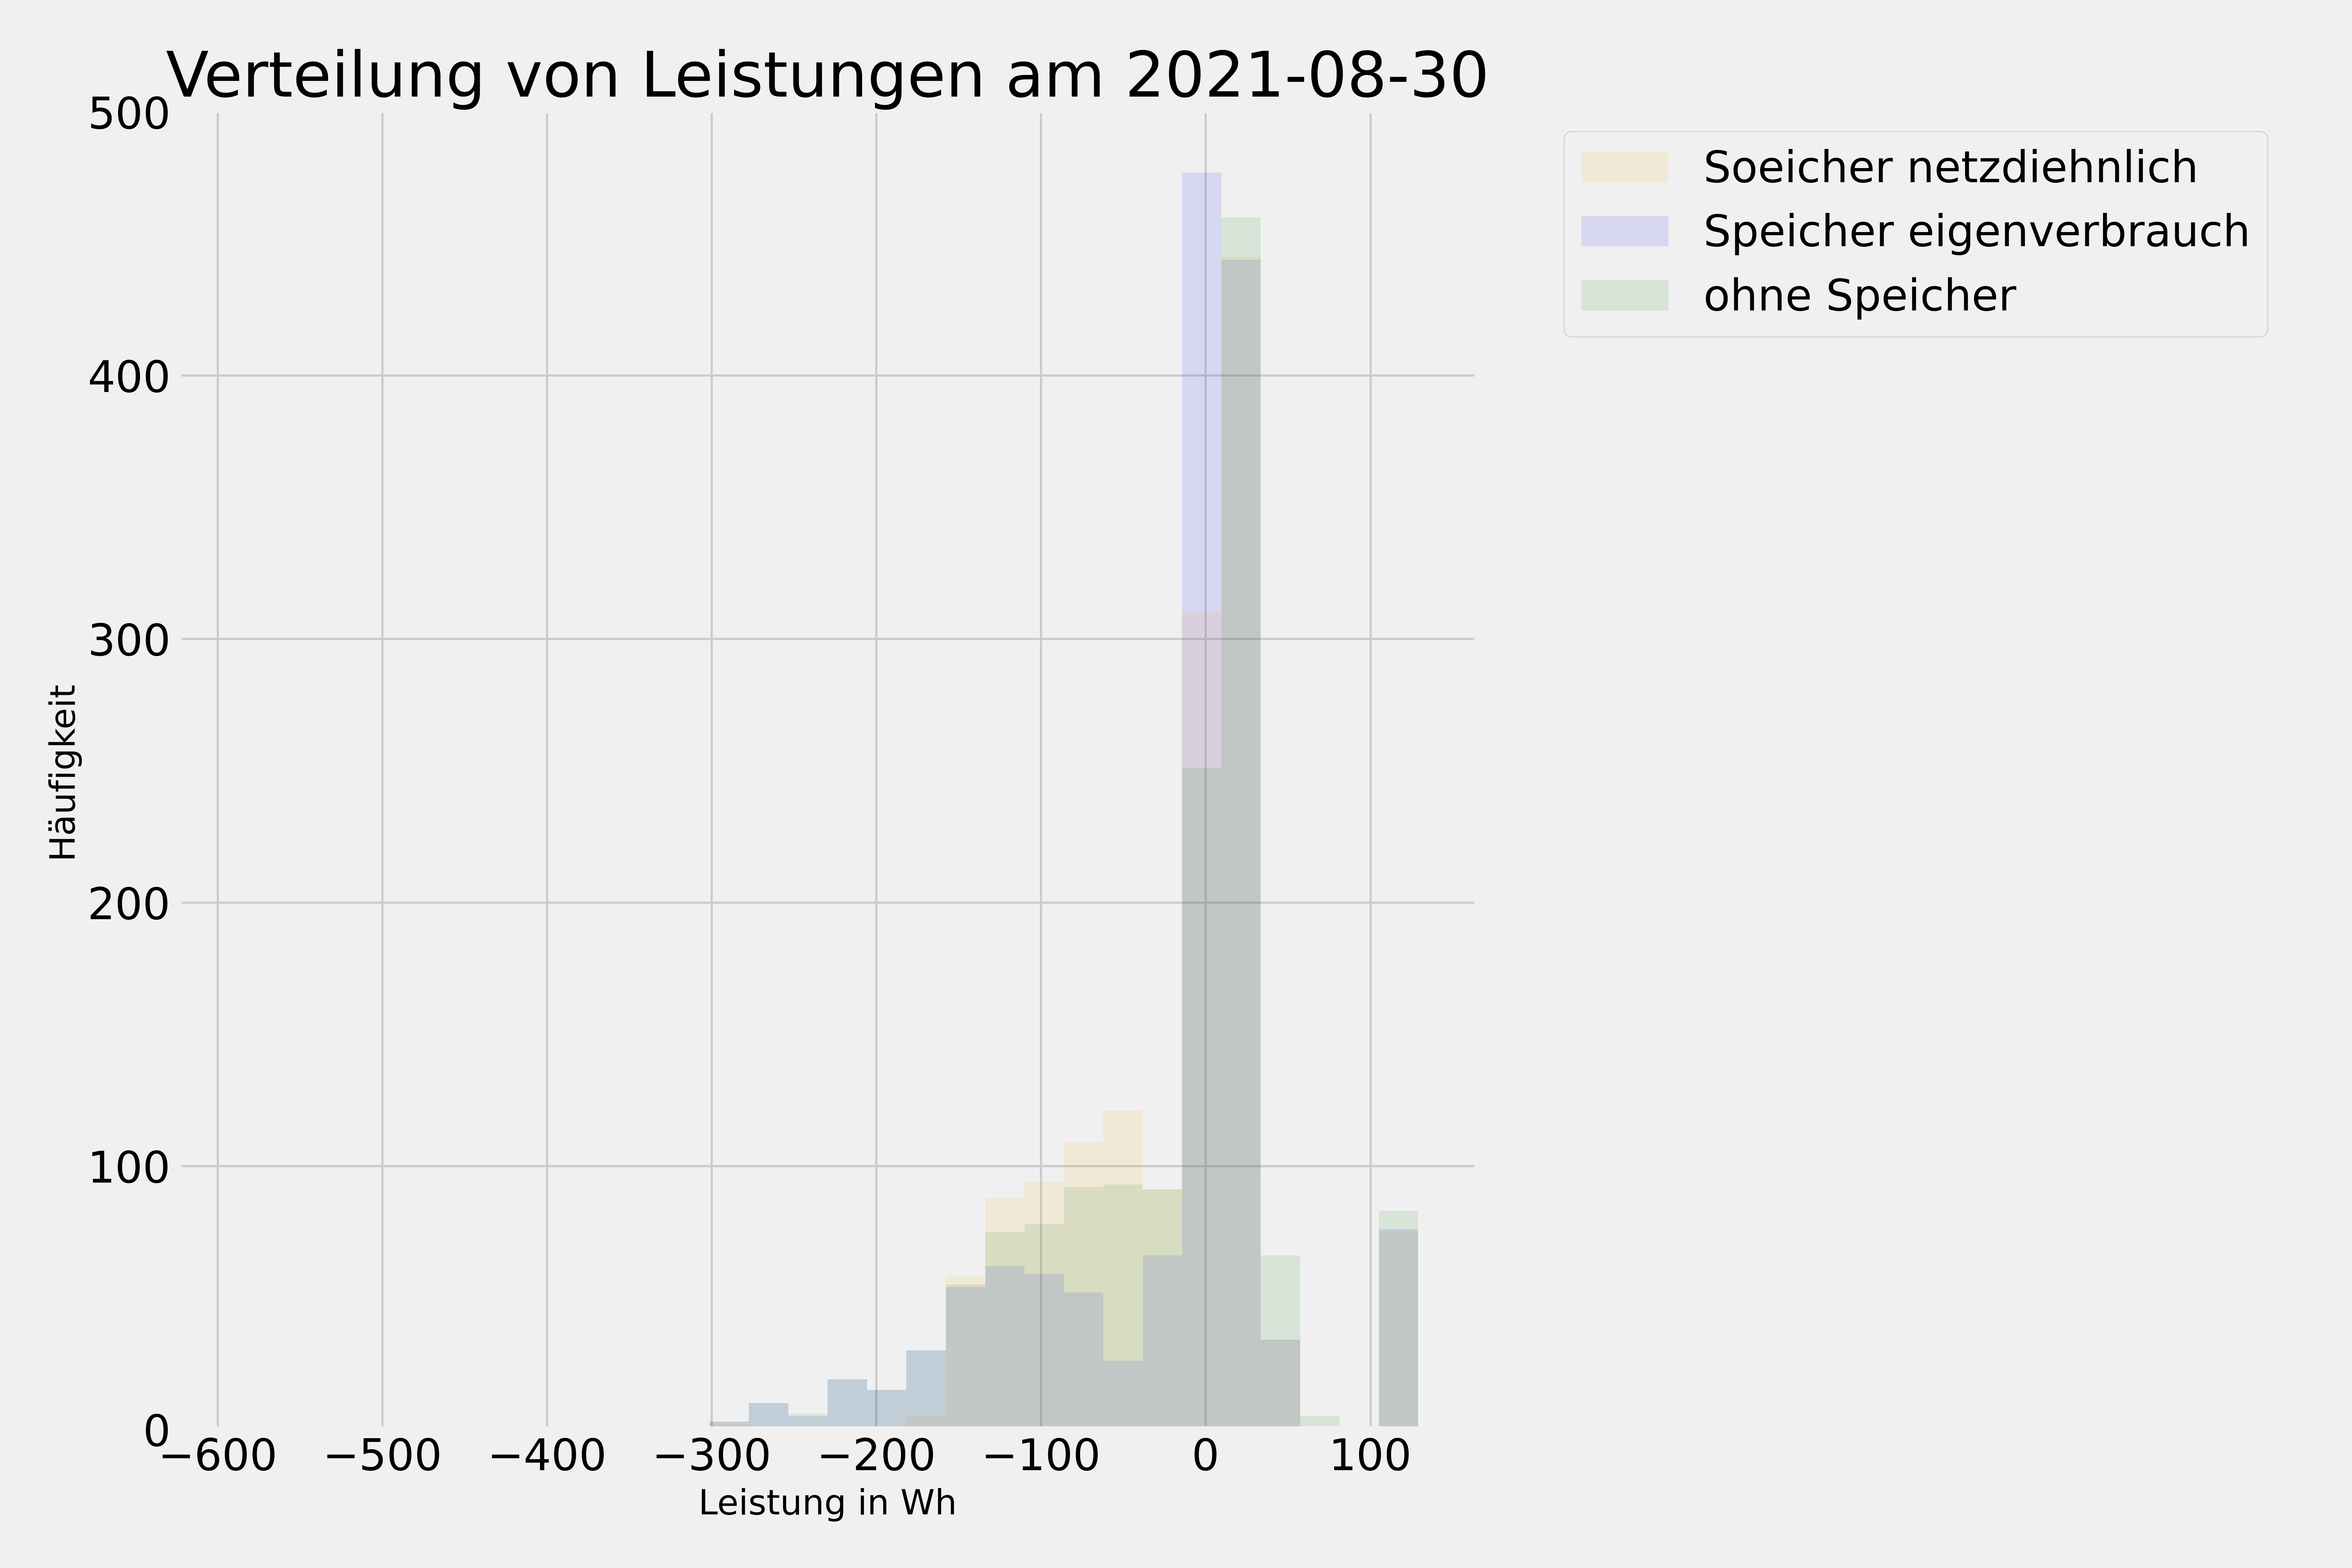 Verteilung von Leistungen am 2021-08-30
500
400
300
200
100
0
Häufigkeit
−600 −500 −400 −300 −200 −100 0 100
Leistung in Wh
Soeicher netzdiehnlich
Speicher eigenverbrauch
ohne Speicher